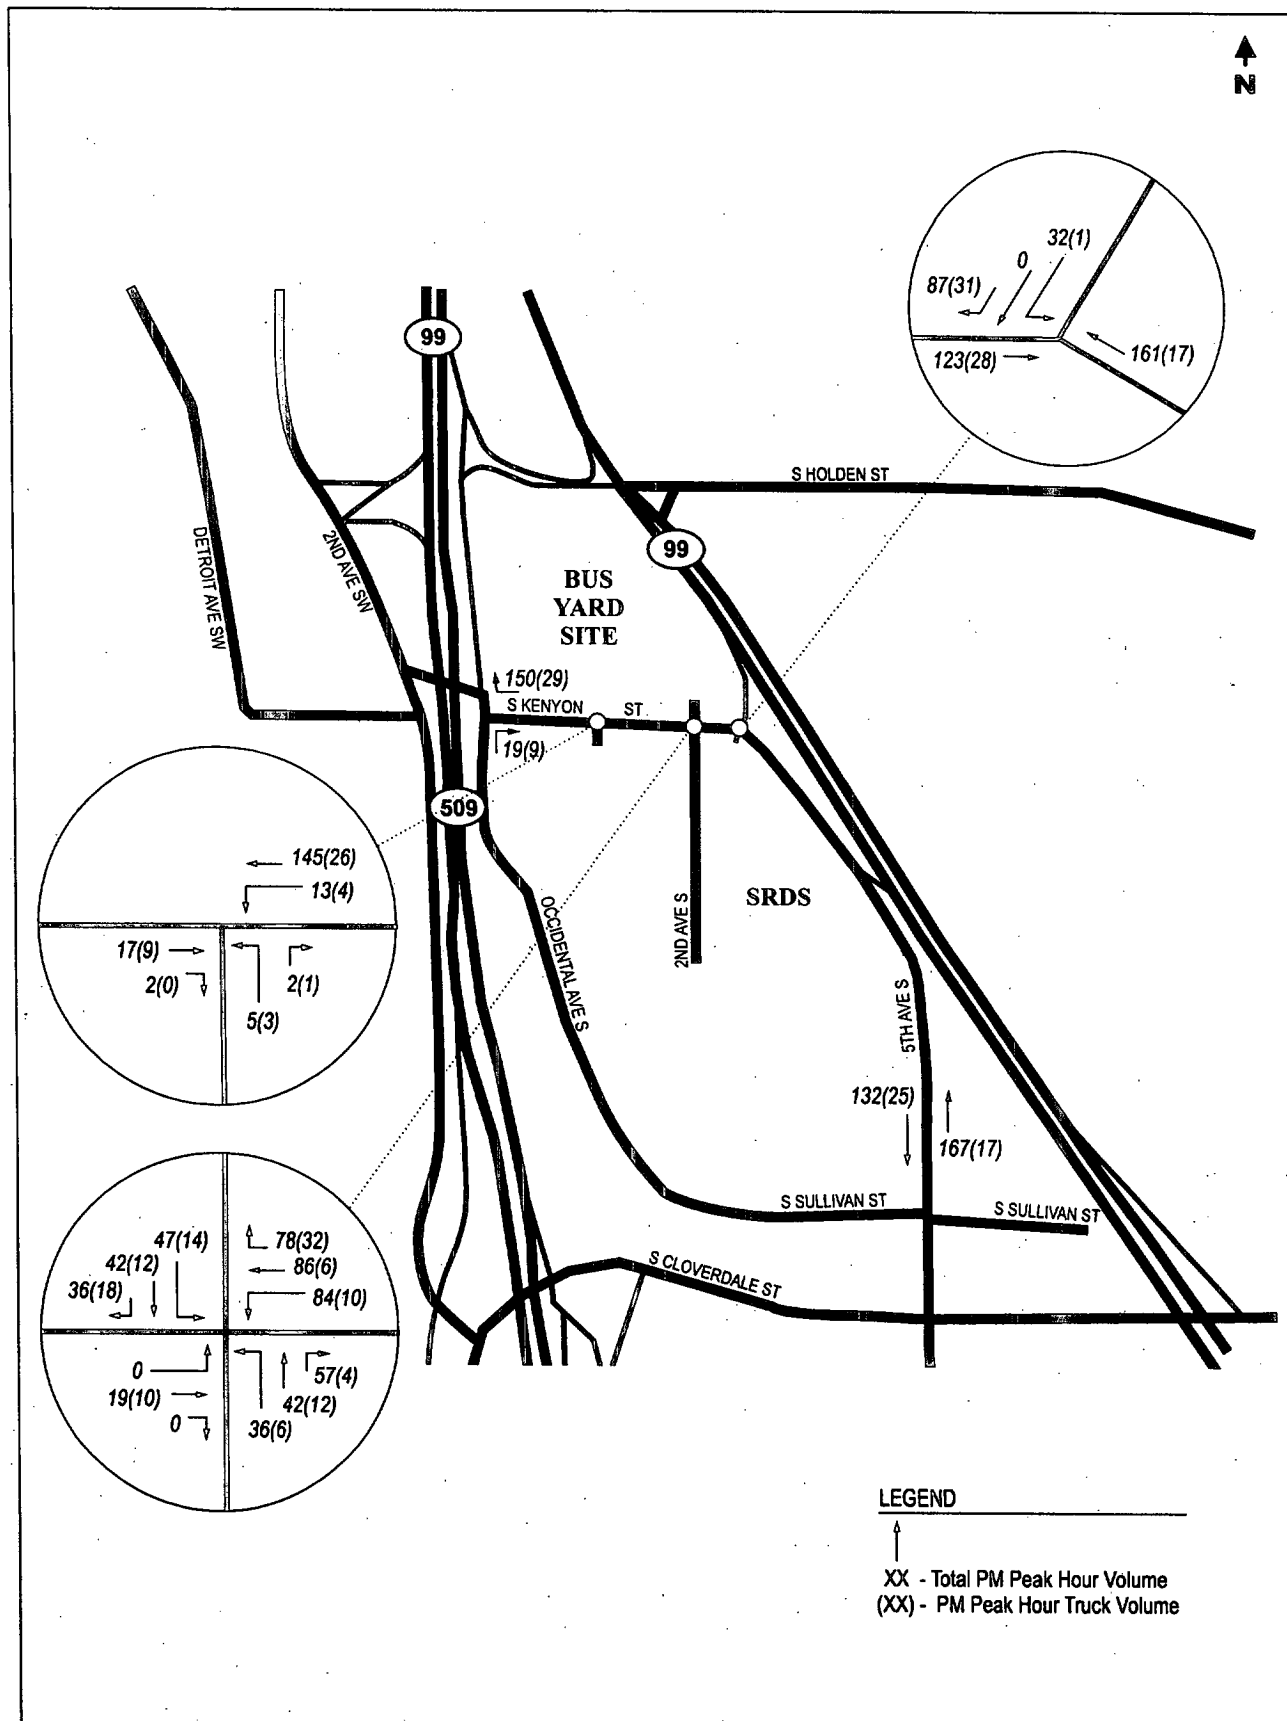 N
32(1)
0
87(31)
123(28)
161(17)
99
S HOLDEN ST
DETROIT AVE SW
2ND AVE SW
99
BUS
YARD
SITE
150(29)
S KENYON ST
19(9)
509
145(26)
13(4)
17(9)
2(0)
2(1)
5(3)
OCCIDENTAL AVE S
2ND AVE S
SRDS
5TH AVE S
132(25)
167(17)
S SULLIVAN ST
S SULLIVAN ST
S CLOVERDALE ST
47(14)
42(12)
36(18)
78(32)
86(6)
84(10)
0
19(10)
0
57(4)
42(12)
36(6)
LEGEND
XX - Total PM Peak Hour Volume
(XX) - PM Peak Hour Truck Volume